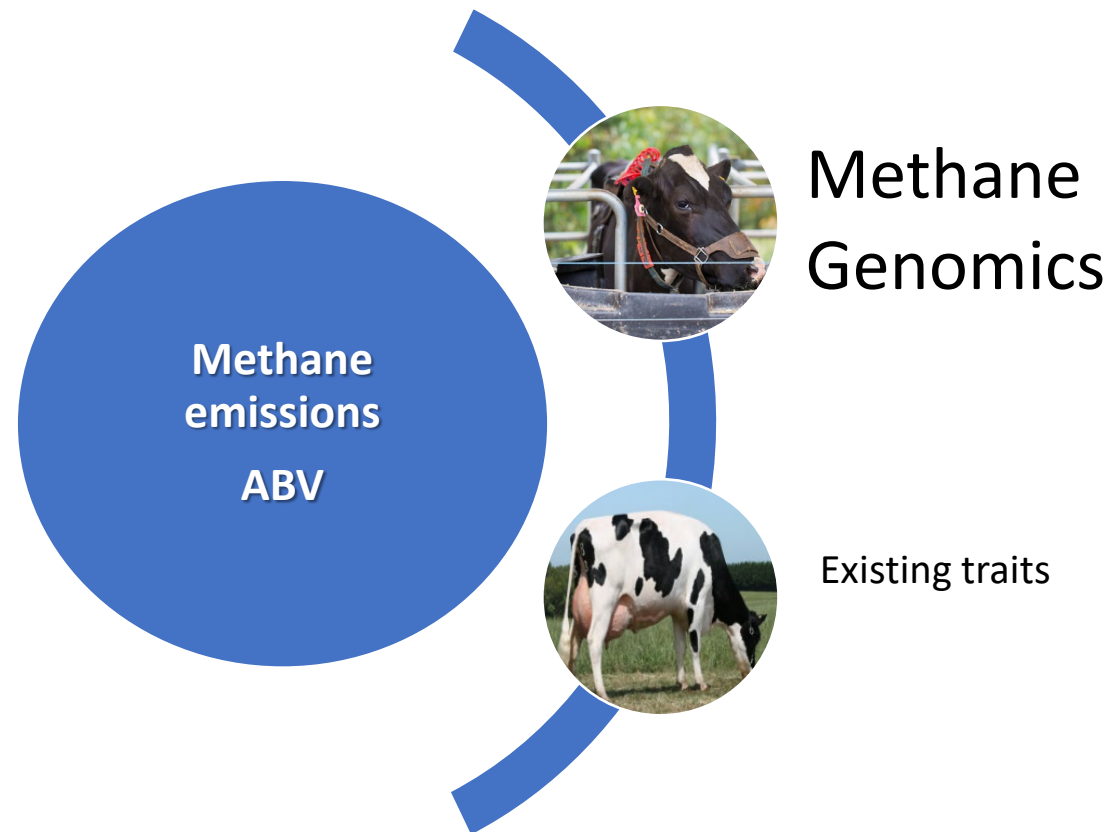 Methane
emissions
ABV
Methane
Genomics
Existing traits